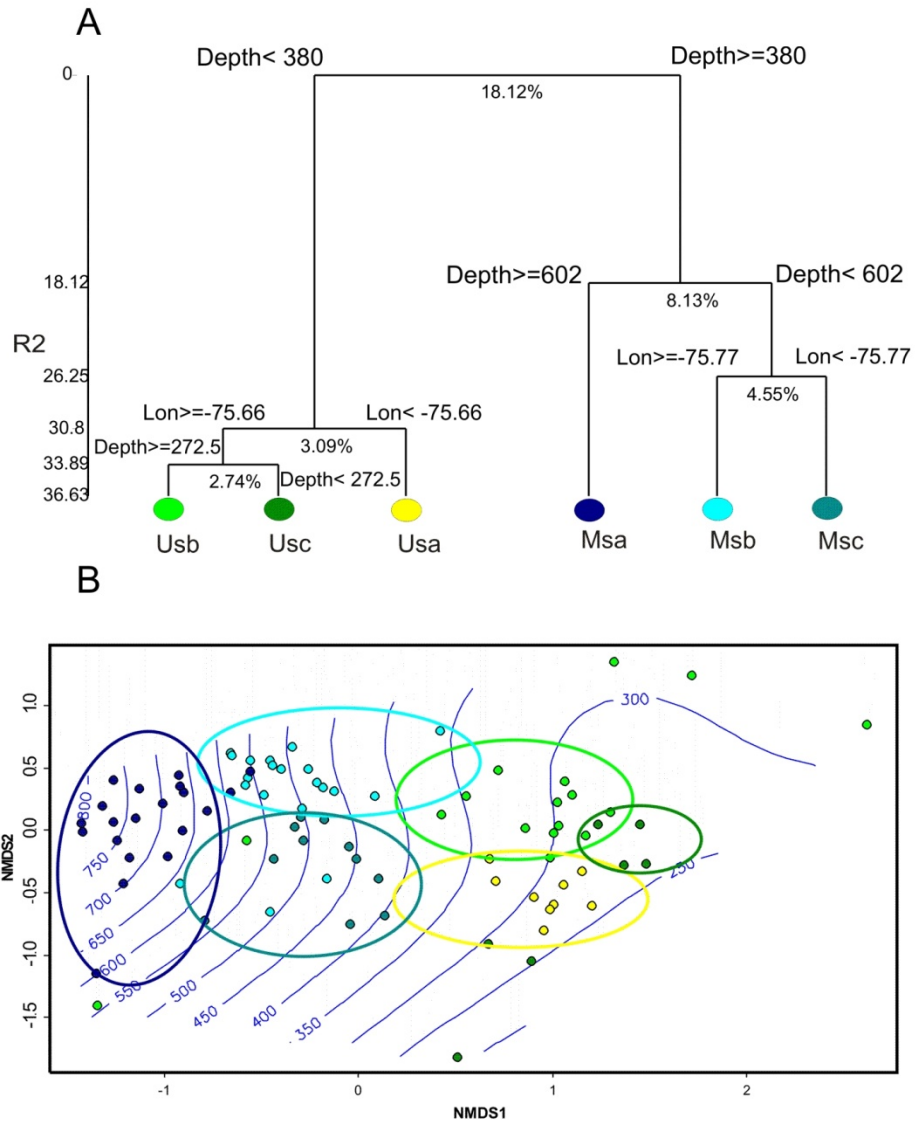 A
Depth< 380
Depth>=380
0
18.12%
Depth>=602
Depth< 602
18.12
8.13%
R2
Lon>=-75.77
Lon< -75.77
26.25
4.55%
Lon>=-75.66
Lon< -75.66
30.8
Depth>=272.5
3.09%
33.89
2.74%
Depth< 272.5
36.63
Usb
Usc
Usa
Msa
Msb
Msc
B
300
1.0
0.5
800
0.0
750
250
700
-0.5
650
600
-1.0
550
500
450
400
350
-1.5
NMDS2
-1
0
1
2
NMDS1